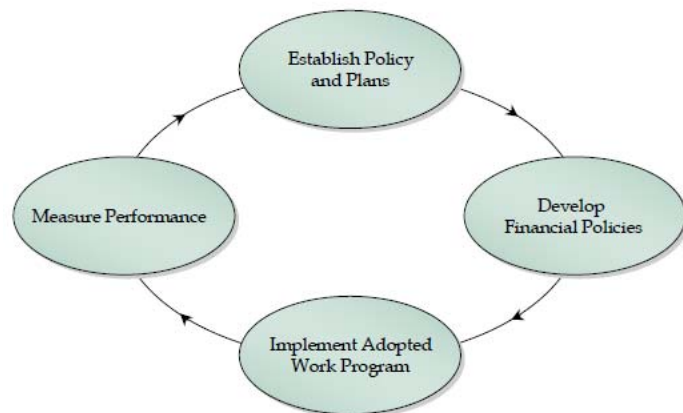 Establish Policy
and Plans
Develop
Financial Policies
Implement Adopted
Work Program
Measure Performance